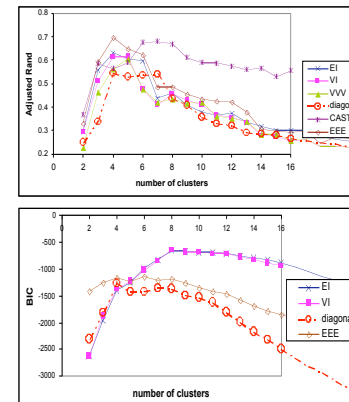 0.8
0.7
0.6
0.5
0.4
0.3
0.2
Adjusted Rand
0 2 4 6 8 10 12 14 16
number of clusters
EI
VI
VVV
diagona
CAST
EEE
BIC
0 2 4 6 8 10 12 14 16
0
-500
-1000
-1500
-2000
-2500
-3000
number of clusters
EI
VI
diagona
EEE